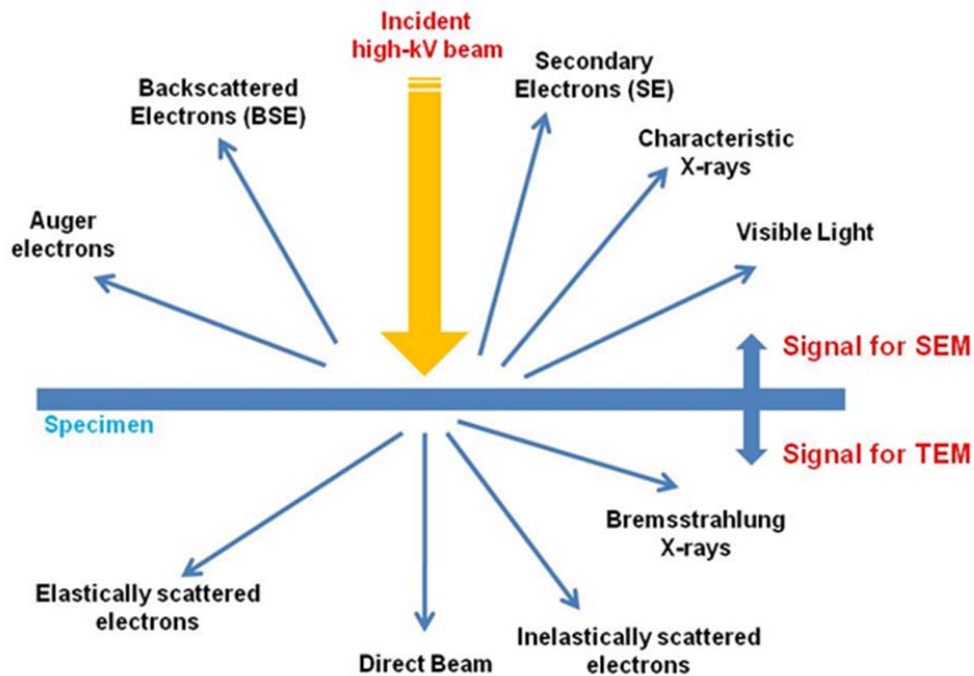 Incident
high-kV beam
Secondary
Electrons (SE)
Backscattered
Electrons (BSE)
Characteristic
X-rays
Auger
electrons
Visible Light
Signal for SEM
Specimen
Signal for TEM
Bremsstrahlung
X-rays
Elastically scattered
electrons
Direct Beam
Inelastically scattered
electrons